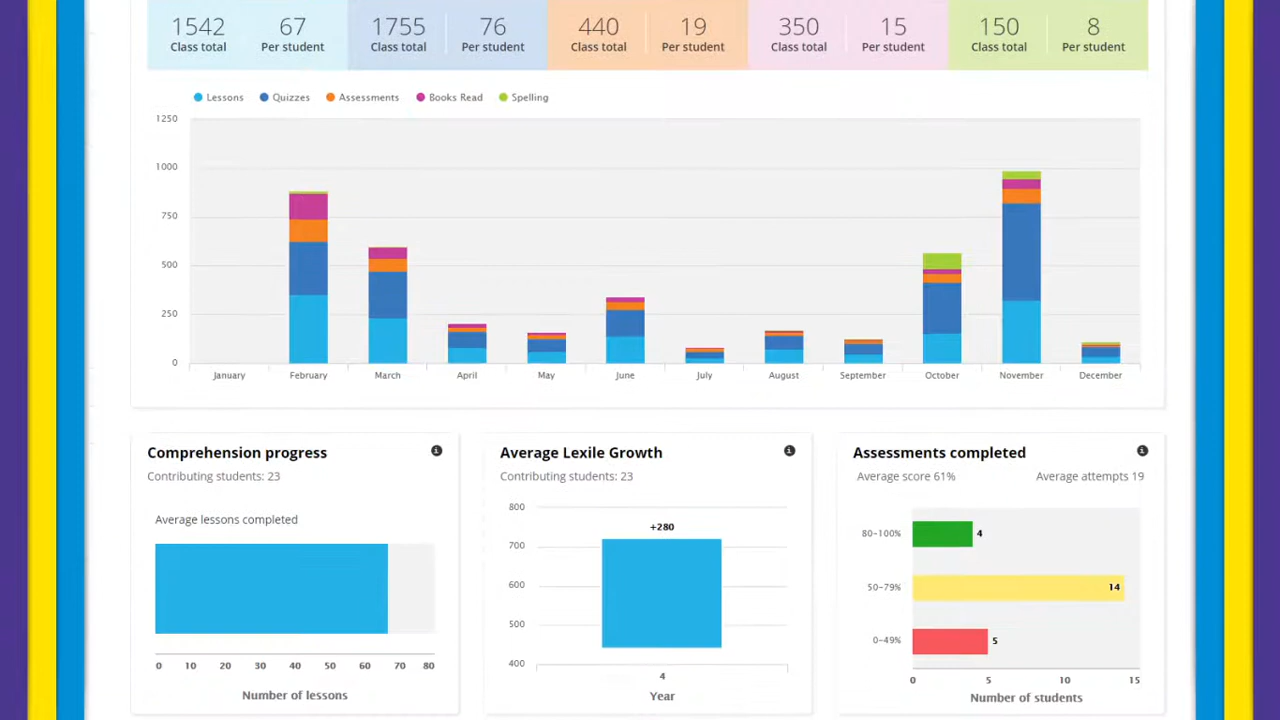 1542 67 1755 76 440 19 350 15 150 8
Class total Per student Class total Per student Class total Per student Class total Per student Class total Per student
Lessons Quizzes Assessments Books Read Spelling
1250
1000
750
500
250
0
January February March April May June July August September October November December
Comprehension progress
Contributing students: 23
Average lessons completed
0 10 20 30 40 50 60 70 80
Number of lessons
Average Lexile Growth
Contributing students: 23
800
+280
700
600
500
400
4
Year
Assessments completed
Average score 61% Average attempts 19
80-100% 4
50-79% 14
0-49% 5
0 5 10 15
Number of students